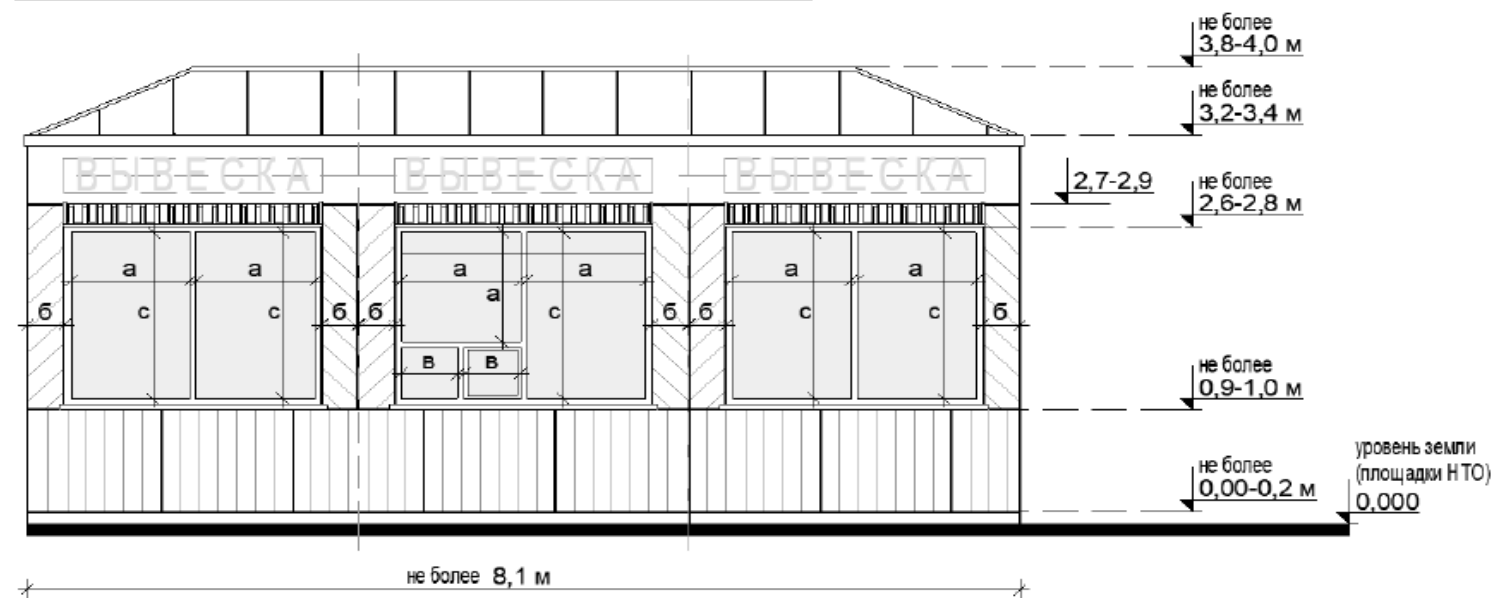 не более
3,8-4,0 м
не более
3,2-3,4 м
ВЫВЕСКА ВЫВЕСКА ВЫВЕСКА
2,7-2,9
не более
2,6-2,8 м
а а а а а а
а
с с с с с
б б б б б б
в в
не более
0,9-1,0 м
уровень земли
(площадки НТО)
0,000
не более
0,00-0,2 м
не более 8,1 м